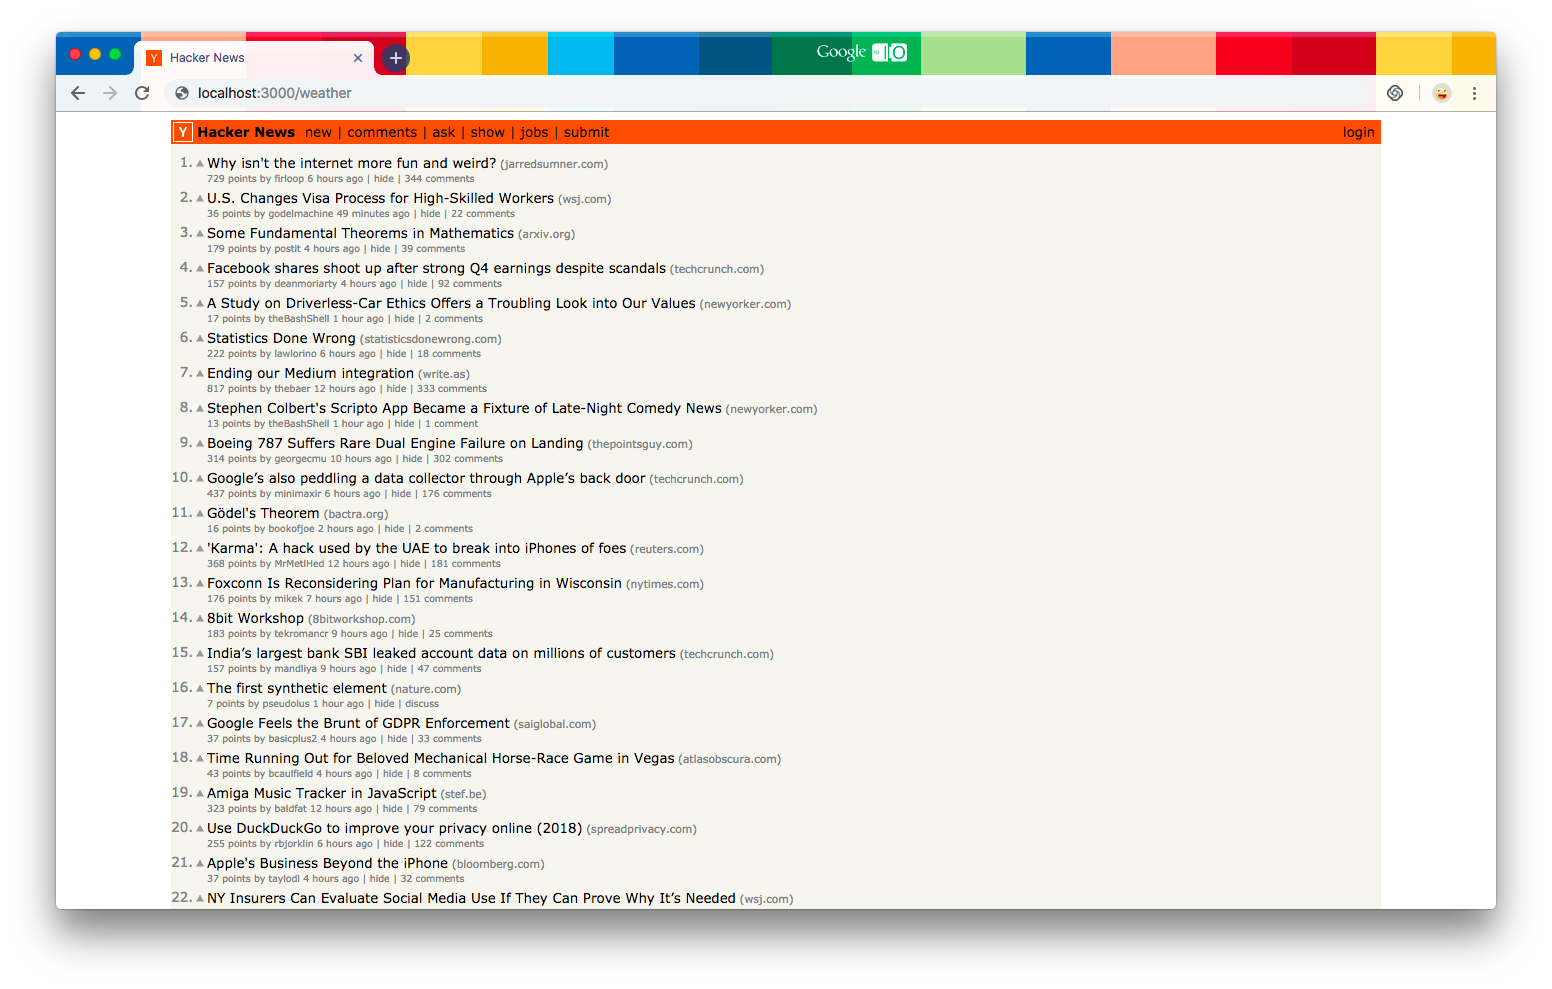 Google I/O
Y Hacker News
localhost:3000/weather
Y Hacker News new | comments | ask | show | jobs | submit login
1. Why isn't the internet more fun and weird? (jarredsumner.com)
729 points by firloop 6 hours ago | hide | 344 comments
2. U.S. Changes Visa Process for High-Skilled Workers (wsj.com)
36 points by godelmachine 49 minutes ago | hide | 22 comments
3. Some Fundamental Theorems in Mathematics (arxiv.org)
179 points by postit 4 hours ago | hide | 39 comments
4. Facebook shares shoot up after strong Q4 earnings despite scandals (techcrunch.com)
157 points by deanmoriarty 4 hours ago | hide | 92 comments
5. A Study on Driverless-Car Ethics Offers a Troubling Look into Our Values (newyorker.com)
17 points by theBashShell 1 hour ago | hide | 2 comments
6. Statistics Done Wrong (statisticsdonewrong.com)
222 points by lawlorino 6 hours ago | hide | 18 comments
7. Ending our Medium integration (write.as)
817 points by thebaer 12 hours ago | hide | 333 comments
8. Stephen Colbert's Scripto App Became a Fixture of Late-Night Comedy News (newyorker.com)
13 points by theBashShell 1 hour ago | hide | 1 comment
9. Boeing 787 Suffers Rare Dual Engine Failure on Landing (thepointsguy.com)
314 points by georgecmu 10 hours ago | hide | 302 comments
10. Google’s also peddling a data collector through Apple’s back door (techcrunch.com)
437 points by minimaxir 6 hours ago | hide | 176 comments
11. Gödel's Theorem (bactra.org)
16 points by bookofjoe 2 hours ago | hide | 2 comments
12. 'Karma': A hack used by the UAE to break into iPhones of foes (reuters.com)
368 points by MrMetlHed 12 hours ago | hide | 181 comments
13. Foxconn Is Reconsidering Plan for Manufacturing in Wisconsin (nytimes.com)
176 points by mikek 7 hours ago | hide | 151 comments
14. 8bit Workshop (8bitworkshop.com)
183 points by tekromancr 9 hours ago | hide | 25 comments
15. India’s largest bank SBI leaked account data on millions of customers (techcrunch.com)
157 points by mandliya 9 hours ago | hide | 47 comments
16. The first synthetic element (nature.com)
7 points by pseudolus 1 hour ago | hide | discuss
17. Google Feels the Brunt of GDPR Enforcement (saiglobal.com)
37 points by basicplus2 4 hours ago | hide | 33 comments
18. Time Running Out for Beloved Mechanical Horse-Race Game in Vegas (atlasobscura.com)
43 points by bcaulfield 4 hours ago | hide | 8 comments
19. Amiga Music Tracker in JavaScript (stef.be)
323 points by baldfat 12 hours ago | hide | 79 comments
20. Use DuckDuckGo to improve your privacy online (2018) (spreadprivacy.com)
255 points by rbjorklin 6 hours ago | hide | 122 comments
21. Apple's Business Beyond the iPhone (bloomberg.com)
37 points by taylodl 4 hours ago | hide | 32 comments
22. NY Insurers Can Evaluate Social Media Use If They Can Prove Why It’s Needed (wsj.com)